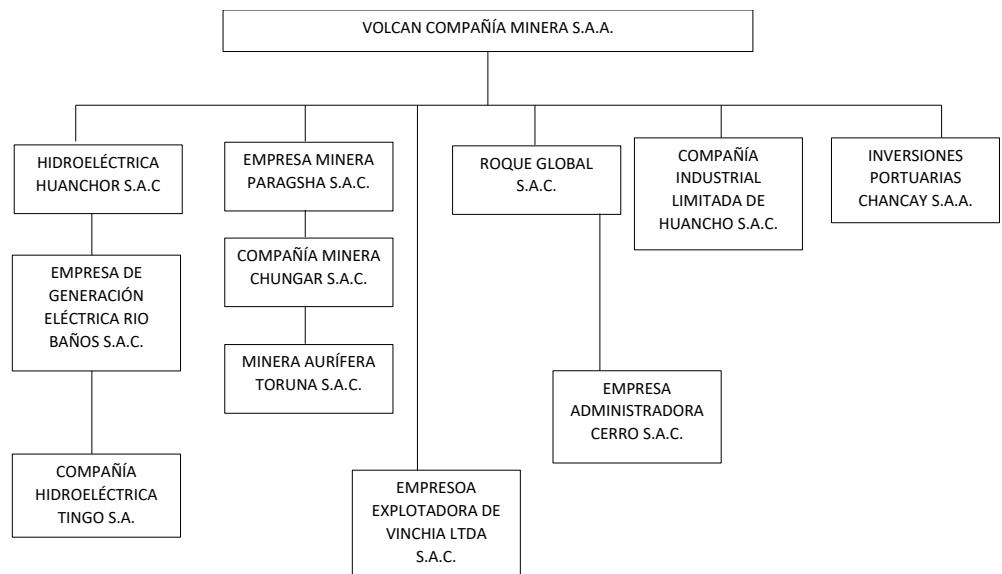 VOLCAN COMPAÑÍA MINERA S.A.A.
HIDROELÉCTRICA
HUANCHOR S.A.C
EMPRESA DE
GENERACIÓN
ELÉCTRICA RIO
BAÑOS S.A.C.
COMPAÑÍA
HIDROELÉCTRICA
TINGO S.A.
EMPRESA MINERA
PARAGSHA S.A.C.
COMPAÑÍA MINERA
CHUNGAR S.A.C.
MINERA AURÍFERA
TORUNA S.A.C.
EMPRESOA
EXPLOTADORA DE
VINCHIA LTDA
S.A.C.
ROQUE GLOBAL
S.A.C.
EMPRESA
ADMINISTRADORA
CERRO S.A.C.
COMPAÑÍA
INDUSTRIAL
LIMITADA DE
HUANCHO S.A.C.
INVERSIONES
PORTUARIAS
CHANCAY S.A.A.